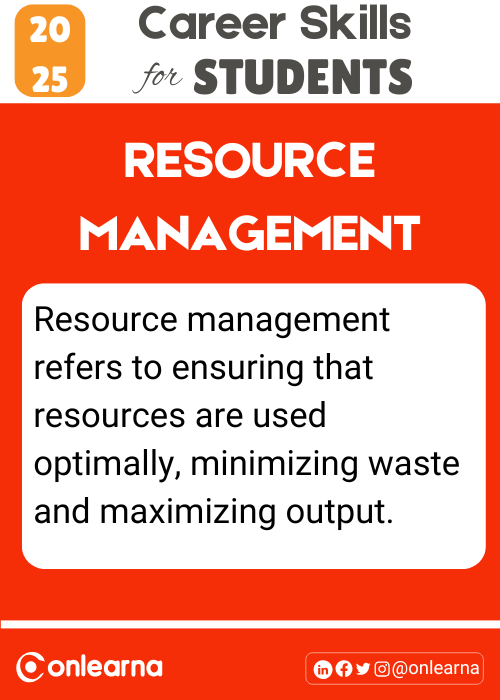 20
25
Career Skills
for STUDENTS
RESOURCE
MANAGEMENT
Resource management
refers to ensuring that
resources are used
optimally, minimizing waste
and maximizing output.
onlearna
@onlearna